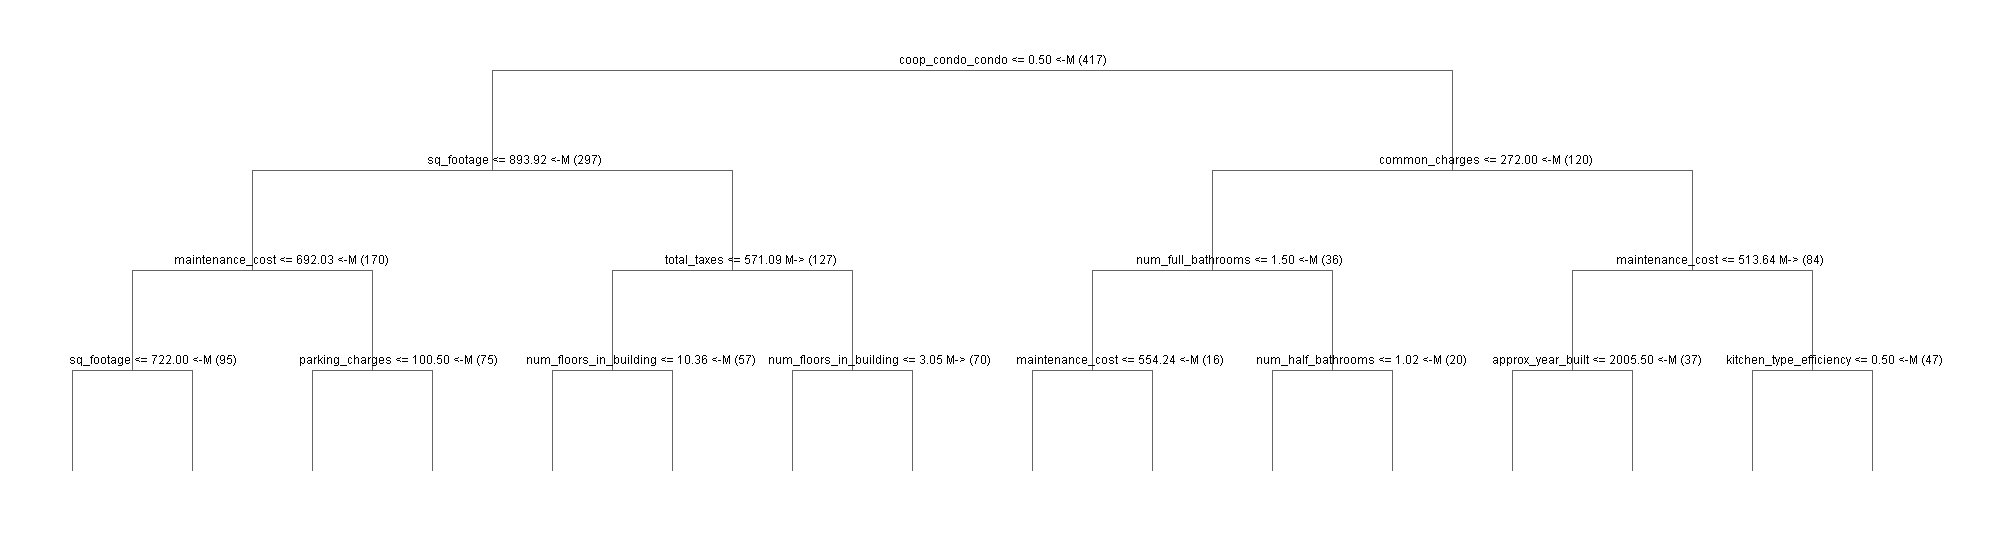 coop_condo_condo <= 0.50 <-M (417)
sq_footage <= 893.92 <-M (297)
common_charges <= 272.00 <-M (120)
maintenance_cost <= 692.03 <-M (170)
total_taxes <= 571.09 M-> (127)
num_full_bathrooms <= 1.50 <-M (36)
maintenance_cost <= 513.64 M-> (84)
sq_footage <= 722.00 <-M (95)
parking_charges <= 100.50 <-M (75)
num_floors_in_building <= 10.36 <-M (57)
num_floors_in_building <= 3.05 M-> (70)
maintenance_cost <= 554.24 <-M (16)
num_half_bathrooms <= 1.02 <-M (20)
approx_year_built <= 2005.50 <-M (37)
kitchen_type_efficiency <= 0.50 <-M (47)